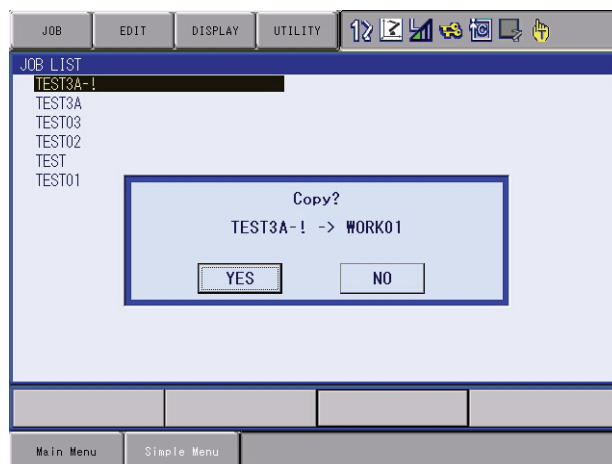 JOB EDIT DISPLAY UTILITY
JOB LIST
TEST3A-!
TEST3A
TEST03
TEST02
TEST
TEST01
Copy?
TEST3A-! -> WORK01
YES NO
Main Menu Simple Menu